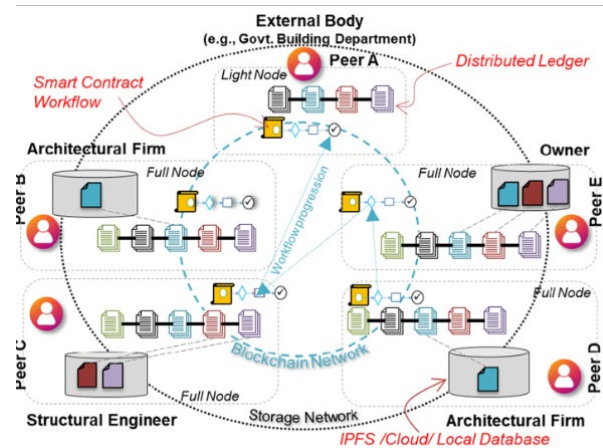 External Body
(e.g., Govt. Building Department)
Peer A
Light Node
Distributed Ledger
Smart Contract
Workflow
Architectural Firm
Full Node
Peer B
Owner
Full Node
Peer E
Workflow progression
Full Node
Peer C
Blockchain Network
Full Node
Structural Engineer
Storage Network
Peer D
Architectural Firm
IPFS /Cloud/ Local Database